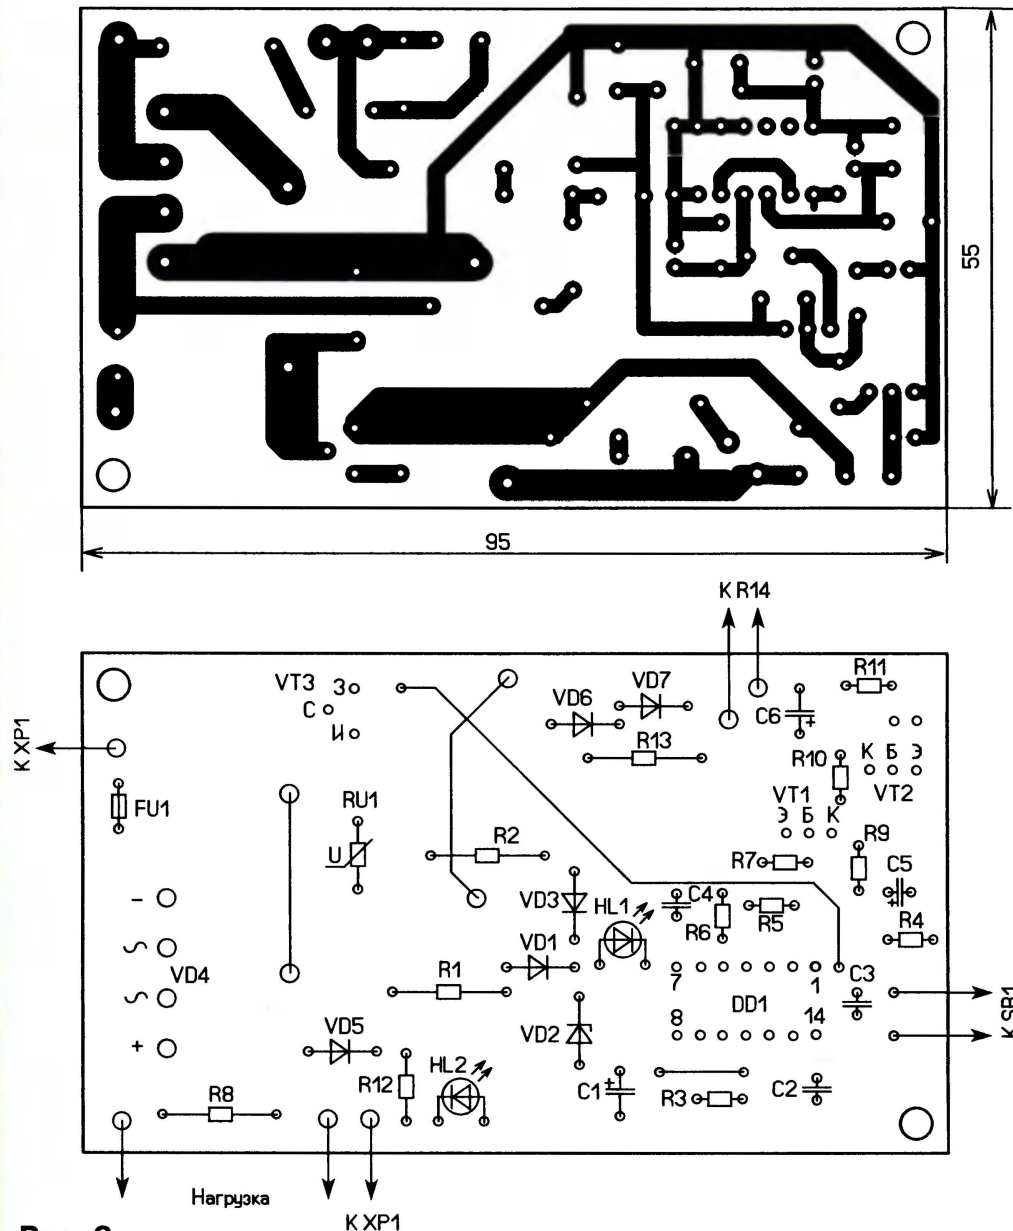 55
95
К R14
VT3
З
С
И
VD6
VD7
C6
+
R11
К XP1
R13
R10
К Б Э
VT2
FU1
RU1
U
VT1
Э Б К
R2
R7
R9
C5
+
−
VD3
HL1
C4
R6
R5
R4
VD4
VD1
R1
7
1
DD1
C3
К SB1
8
14
+
VD5
VD2
R12
HL2
C1
+
R3
C2
R8
Нагрузка
К XP1